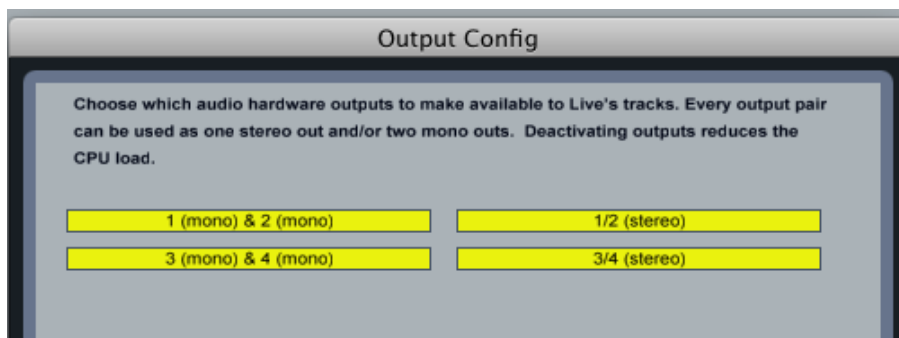 Output Config
Choose which audio hardware outputs to make available to Live's tracks. Every output pair
can be used as one stereo out and/or two mono outs.  Deactivating outputs reduces the
CPU load.
1 (mono) & 2 (mono)
1/2 (stereo)
3 (mono) & 4 (mono)
3/4 (stereo)